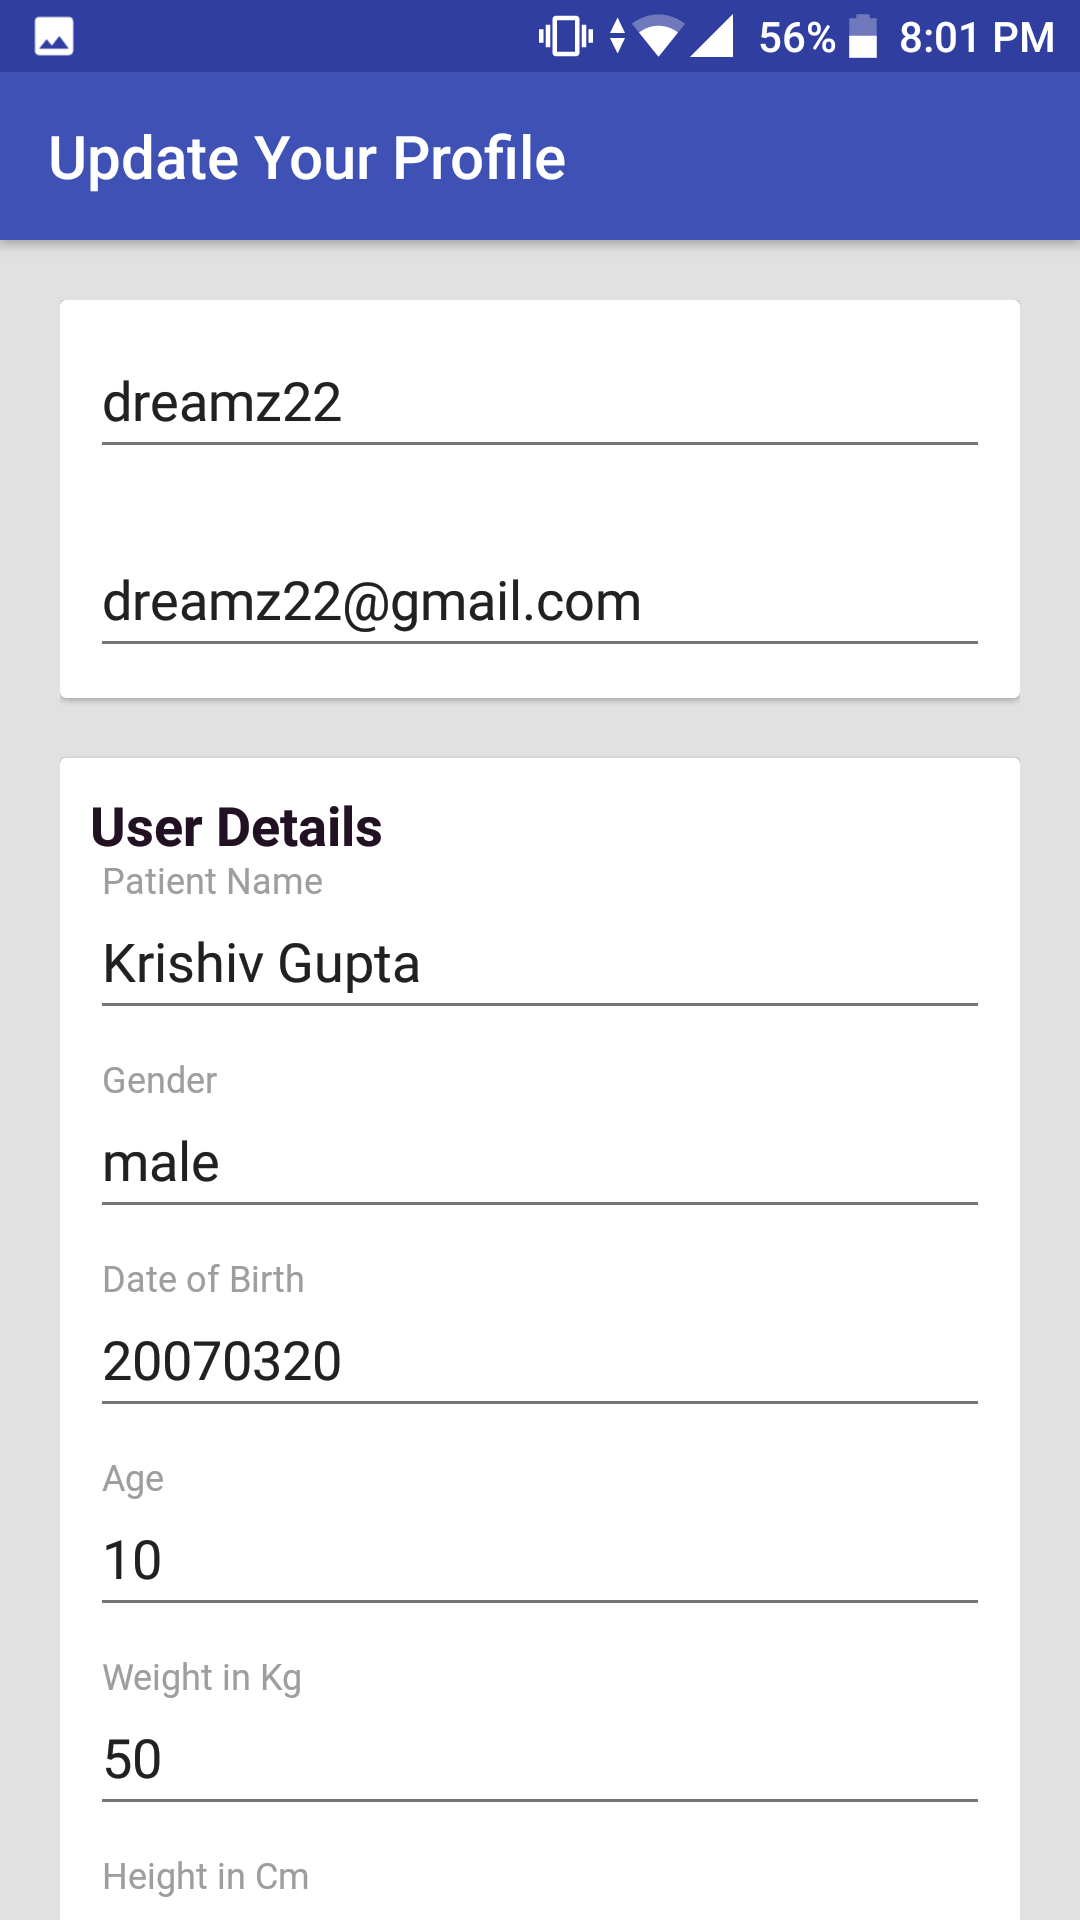 56% 8:01 PM
Update Your Profile
dreamz22
dreamz22@gmail.com
User Details
Patient Name
Krishiv Gupta
Gender
male
Date of Birth
20070320
Age
10
Weight in Kg
50
Height in Cm